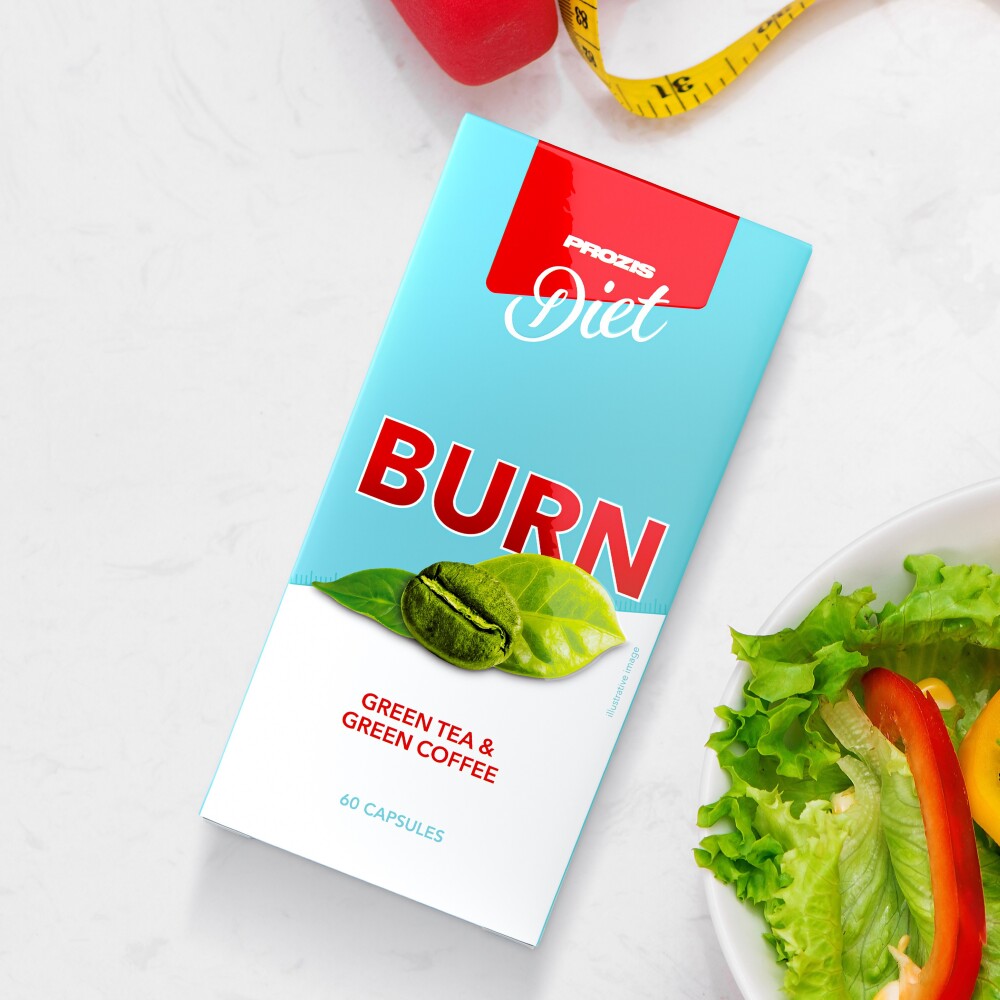 PROZIS
Diet
BURN
illustrative image
GREEN TEA &
GREEN COFFEE
60 CAPSULES
31